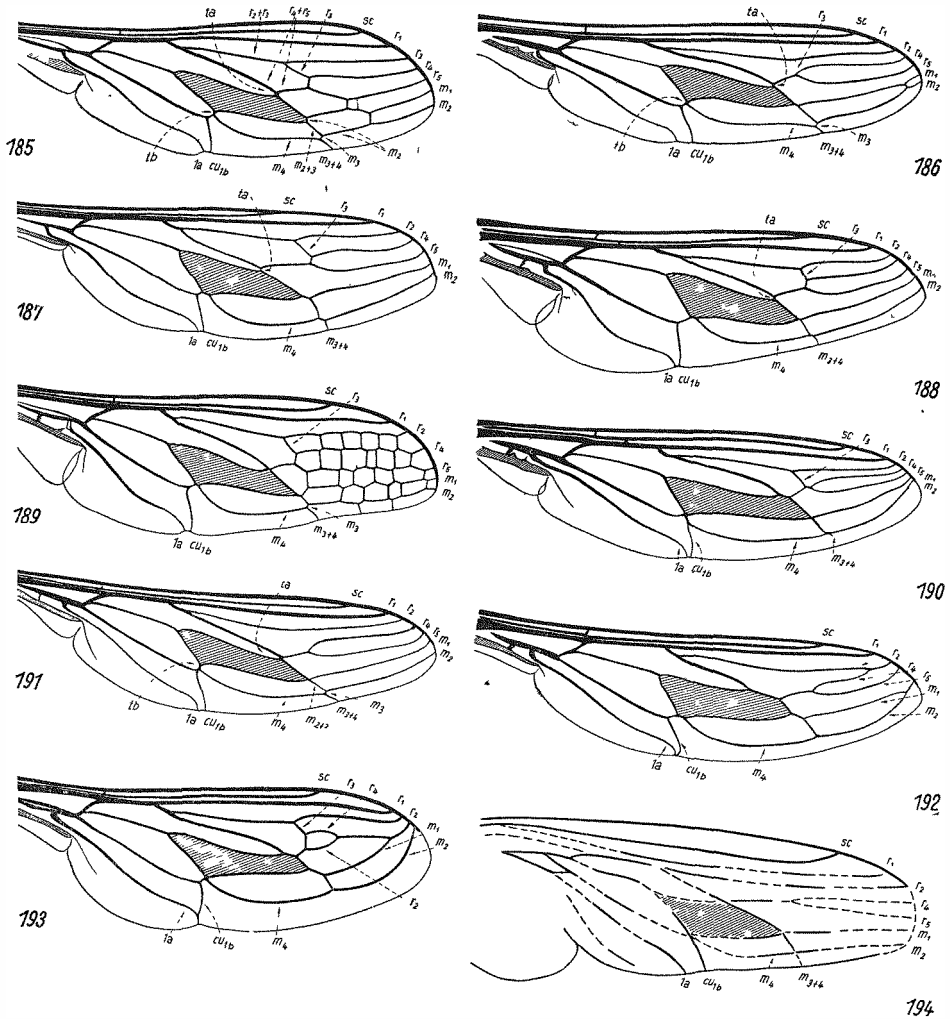 ta r₂+r₃ r₄+r₅ r₃ sc r₁ r₃ r₄ r₅ m₁ m₂
tb 1a cu₁b m₄ m₂+₃ m₃+₄ m₃ m₂
185
ta r₃ sc r₁ r₃ r₄ r₅ m₁ m₂
tb 1a cu₁b m₄ m₃+₄ m₃
186
ta sc r₃ r₁ r₂ r₄ r₅ m₁ m₂
1a cu₁b m₄ m₃+₄
187
ta sc r₃ r₁ r₂ r₄ r₅ m₁ m₂
1a cu₁b m₄ m₃+₄
188
sc r₃ r₁ r₂ r₄ r₅ m₁ m₂
1a cu₁b m₄ m₃+₄ m₃
189
sc r₃ r₁ r₂ r₄ r₅ m₁ m₂
1a cu₁b m₄ m₃+₄
190
ta sc r₁ r₂ r₄ r₅ m₁ m₂
tb 1a cu₁b m₄ m₃+₄ m₃
191
sc r₁ r₂ r₄ r₅ m₁ m₂
1a cu₁b m₄
192
sc r₃ r₄ r₁ r₂ m₁ m₂
1a cu₁b m₄ r₂
193
sc r₁ r₂ r₄ r₅ m₁ m₂
1a cu₁b m₄ m₃+₄
194